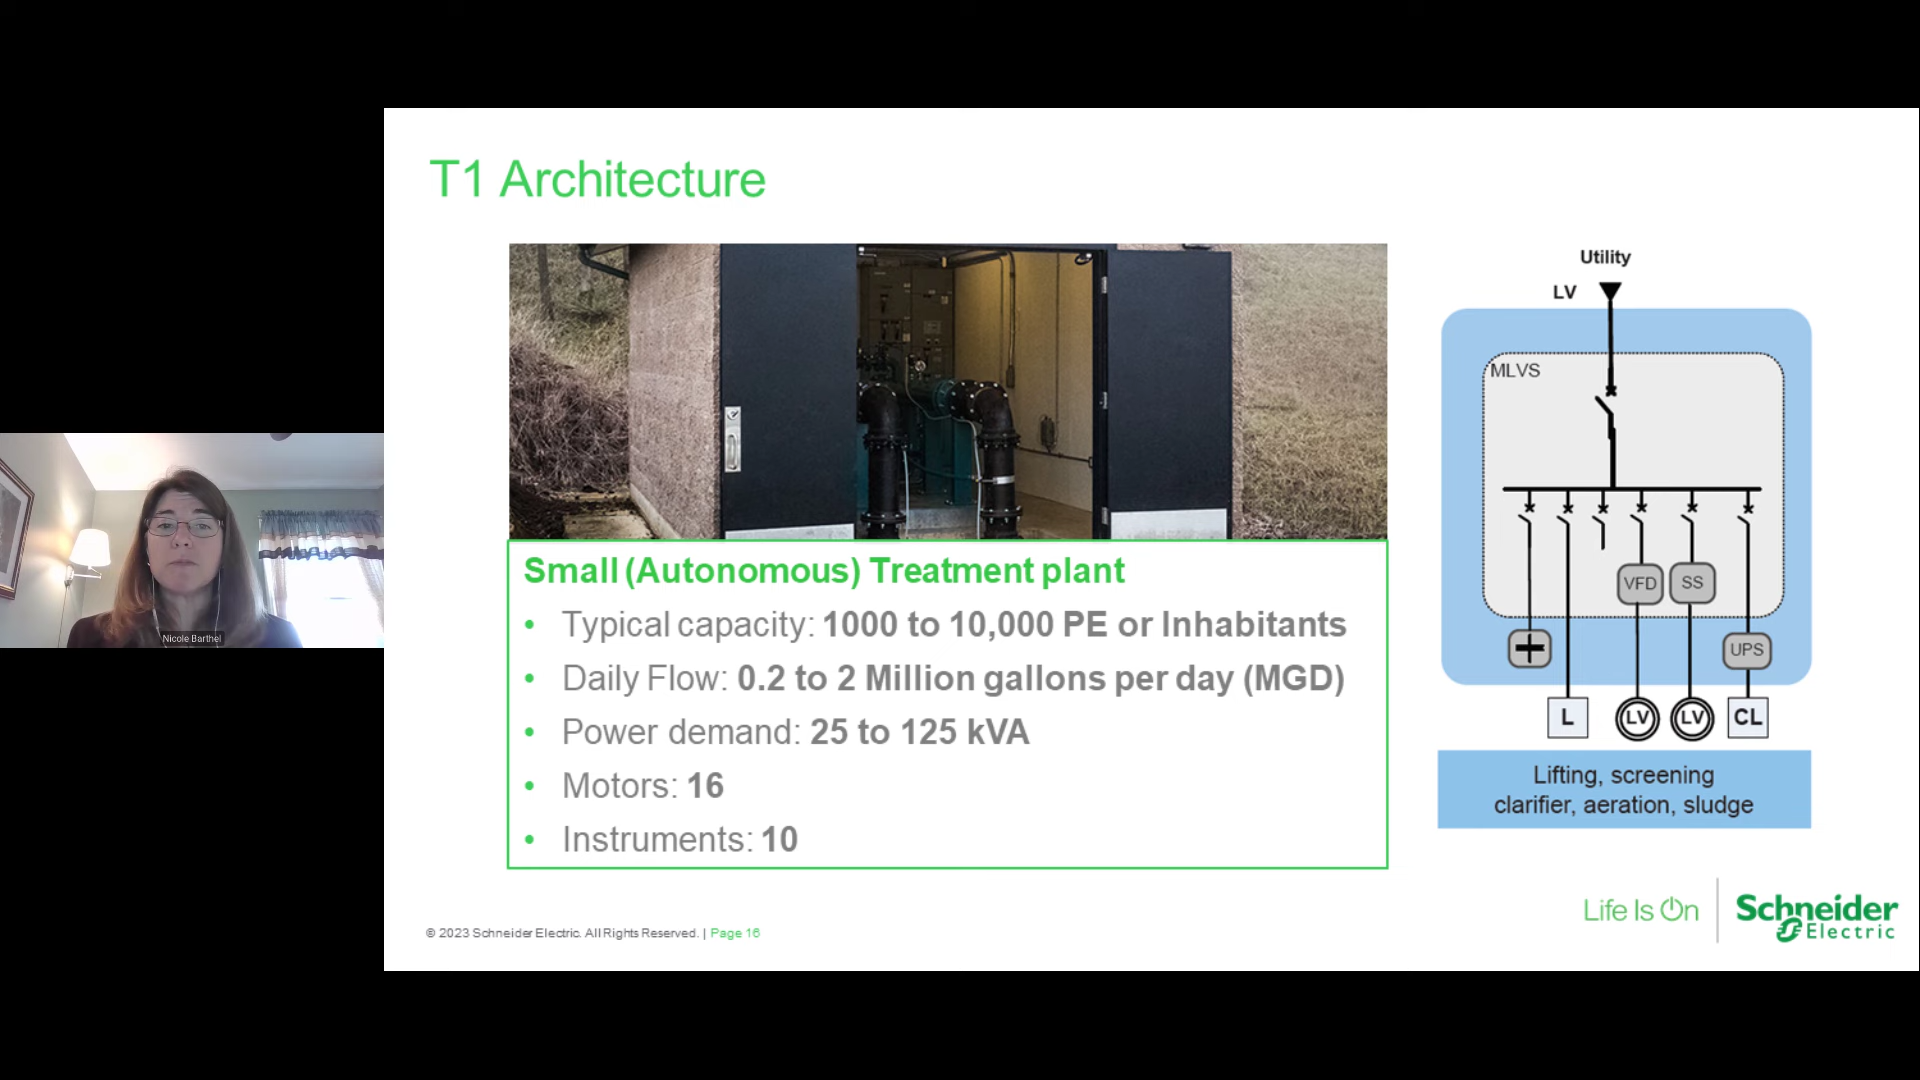 T1 Architecture
Utility
LV
MLVS
VFD
SS
UPS
L
LV
LV
CL
Lifting, screening
clarifier, aeration, sludge
Small (Autonomous) Treatment plant
• Typical capacity: 1000 to 10,000 PE or Inhabitants
• Daily Flow: 0.2 to 2 Million gallons per day (MGD)
• Power demand: 25 to 125 kVA
• Motors: 16
• Instruments: 10
Nicole Barthel
© 2023 Schneider Electric. All Rights Reserved. | Page 16
Life Is On
Schneider
Electric